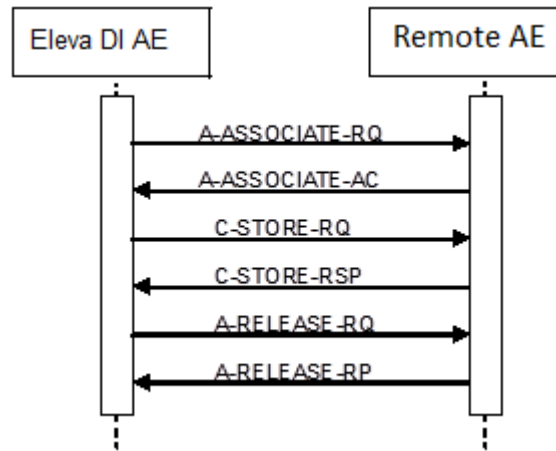 Eleva DI AE
Remote AE
A-ASSOCIATE-RQ
A-ASSOCIATE-AC
C-STORE-RQ
C-STORE-RSP
A-RELEASE-RQ
A-RELEASE-RP